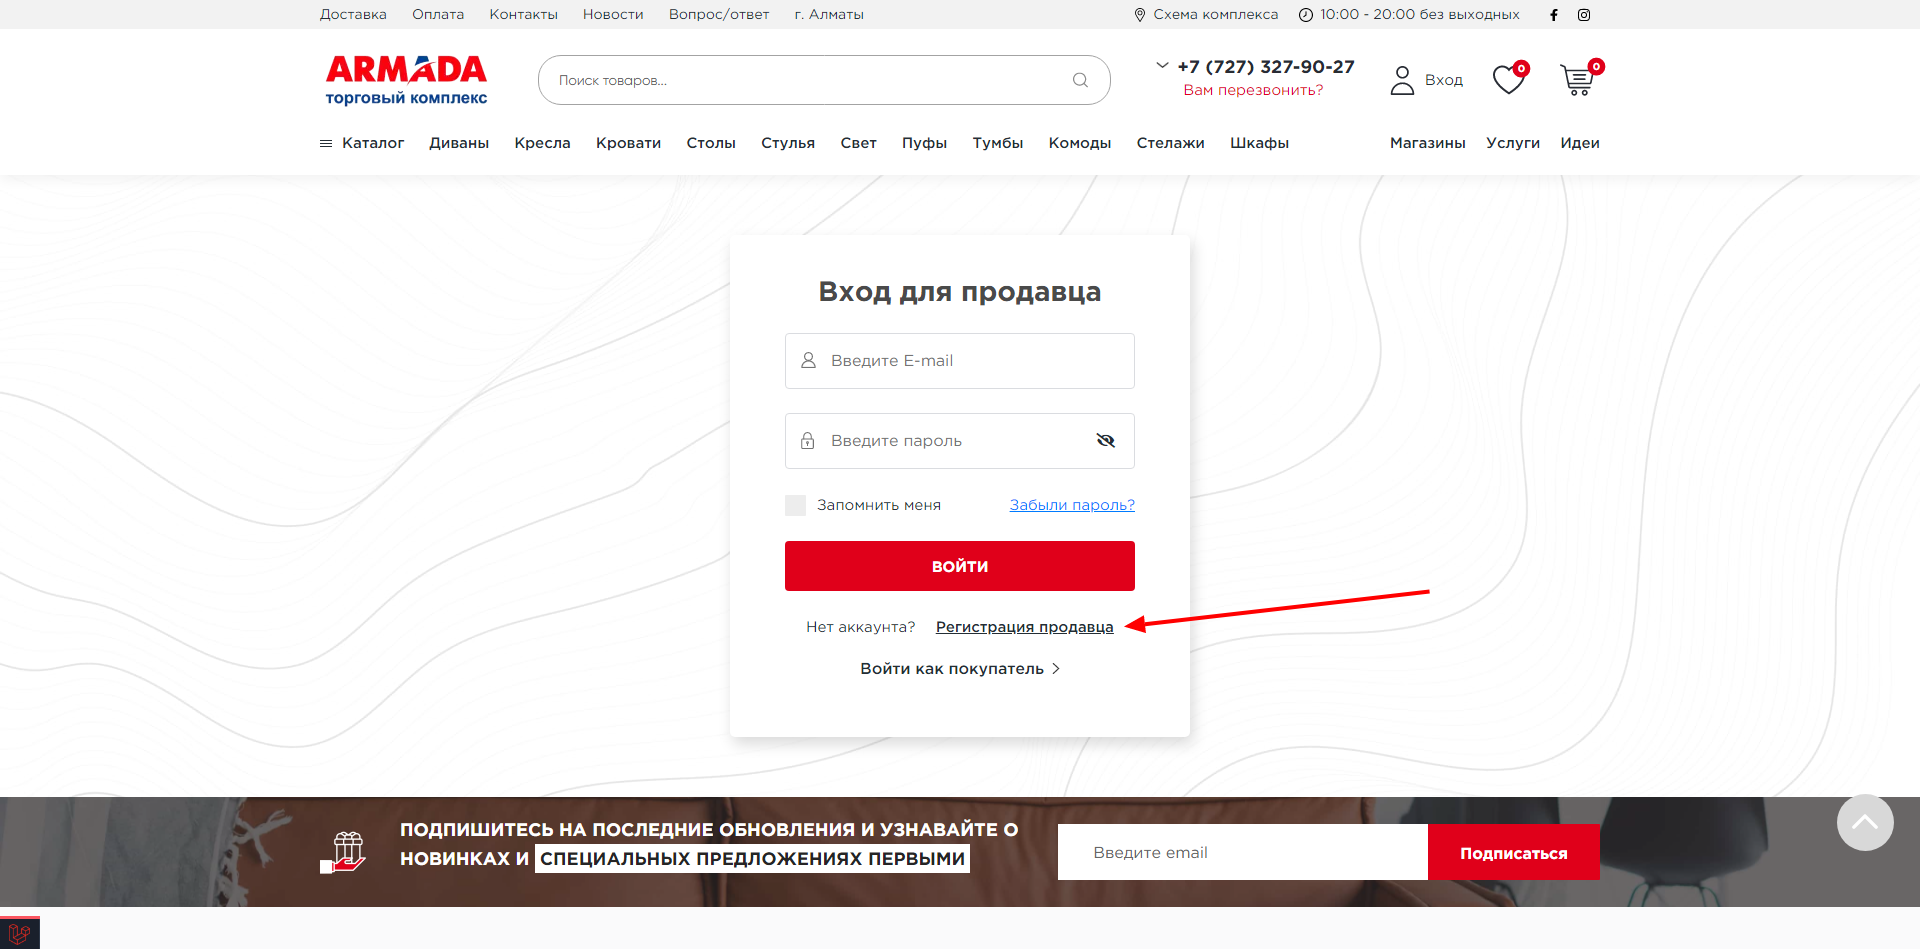 Доставка Оплата Контакты Новости Вопрос/ответ г. Алматы Схема комплекса 10:00 - 20:00 без выходных
ARMADA
торговый комплекс
Поиск товаров...
+7 (727) 327-90-27
Вам перезвонить?
Вход
0
0
Каталог Диваны Кресла Кровати Столы Стулья Свет Пуфы Тумбы Комоды Стелажи Шкафы Магазины Услуги Идеи
Вход для продавца
Введите E-mail
Введите пароль
Запомнить меня Забыли пароль?
ВОЙТИ
Нет аккаунта? Регистрация продавца
Войти как покупатель
ПОДПИШИТЕСЬ НА ПОСЛЕДНИЕ ОБНОВЛЕНИЯ И УЗНАВАЙТЕ О
НОВИНКАХ И СПЕЦИАЛЬНЫХ ПРЕДЛОЖЕНИЯХ ПЕРВЫМИ
Введите email
Подписаться